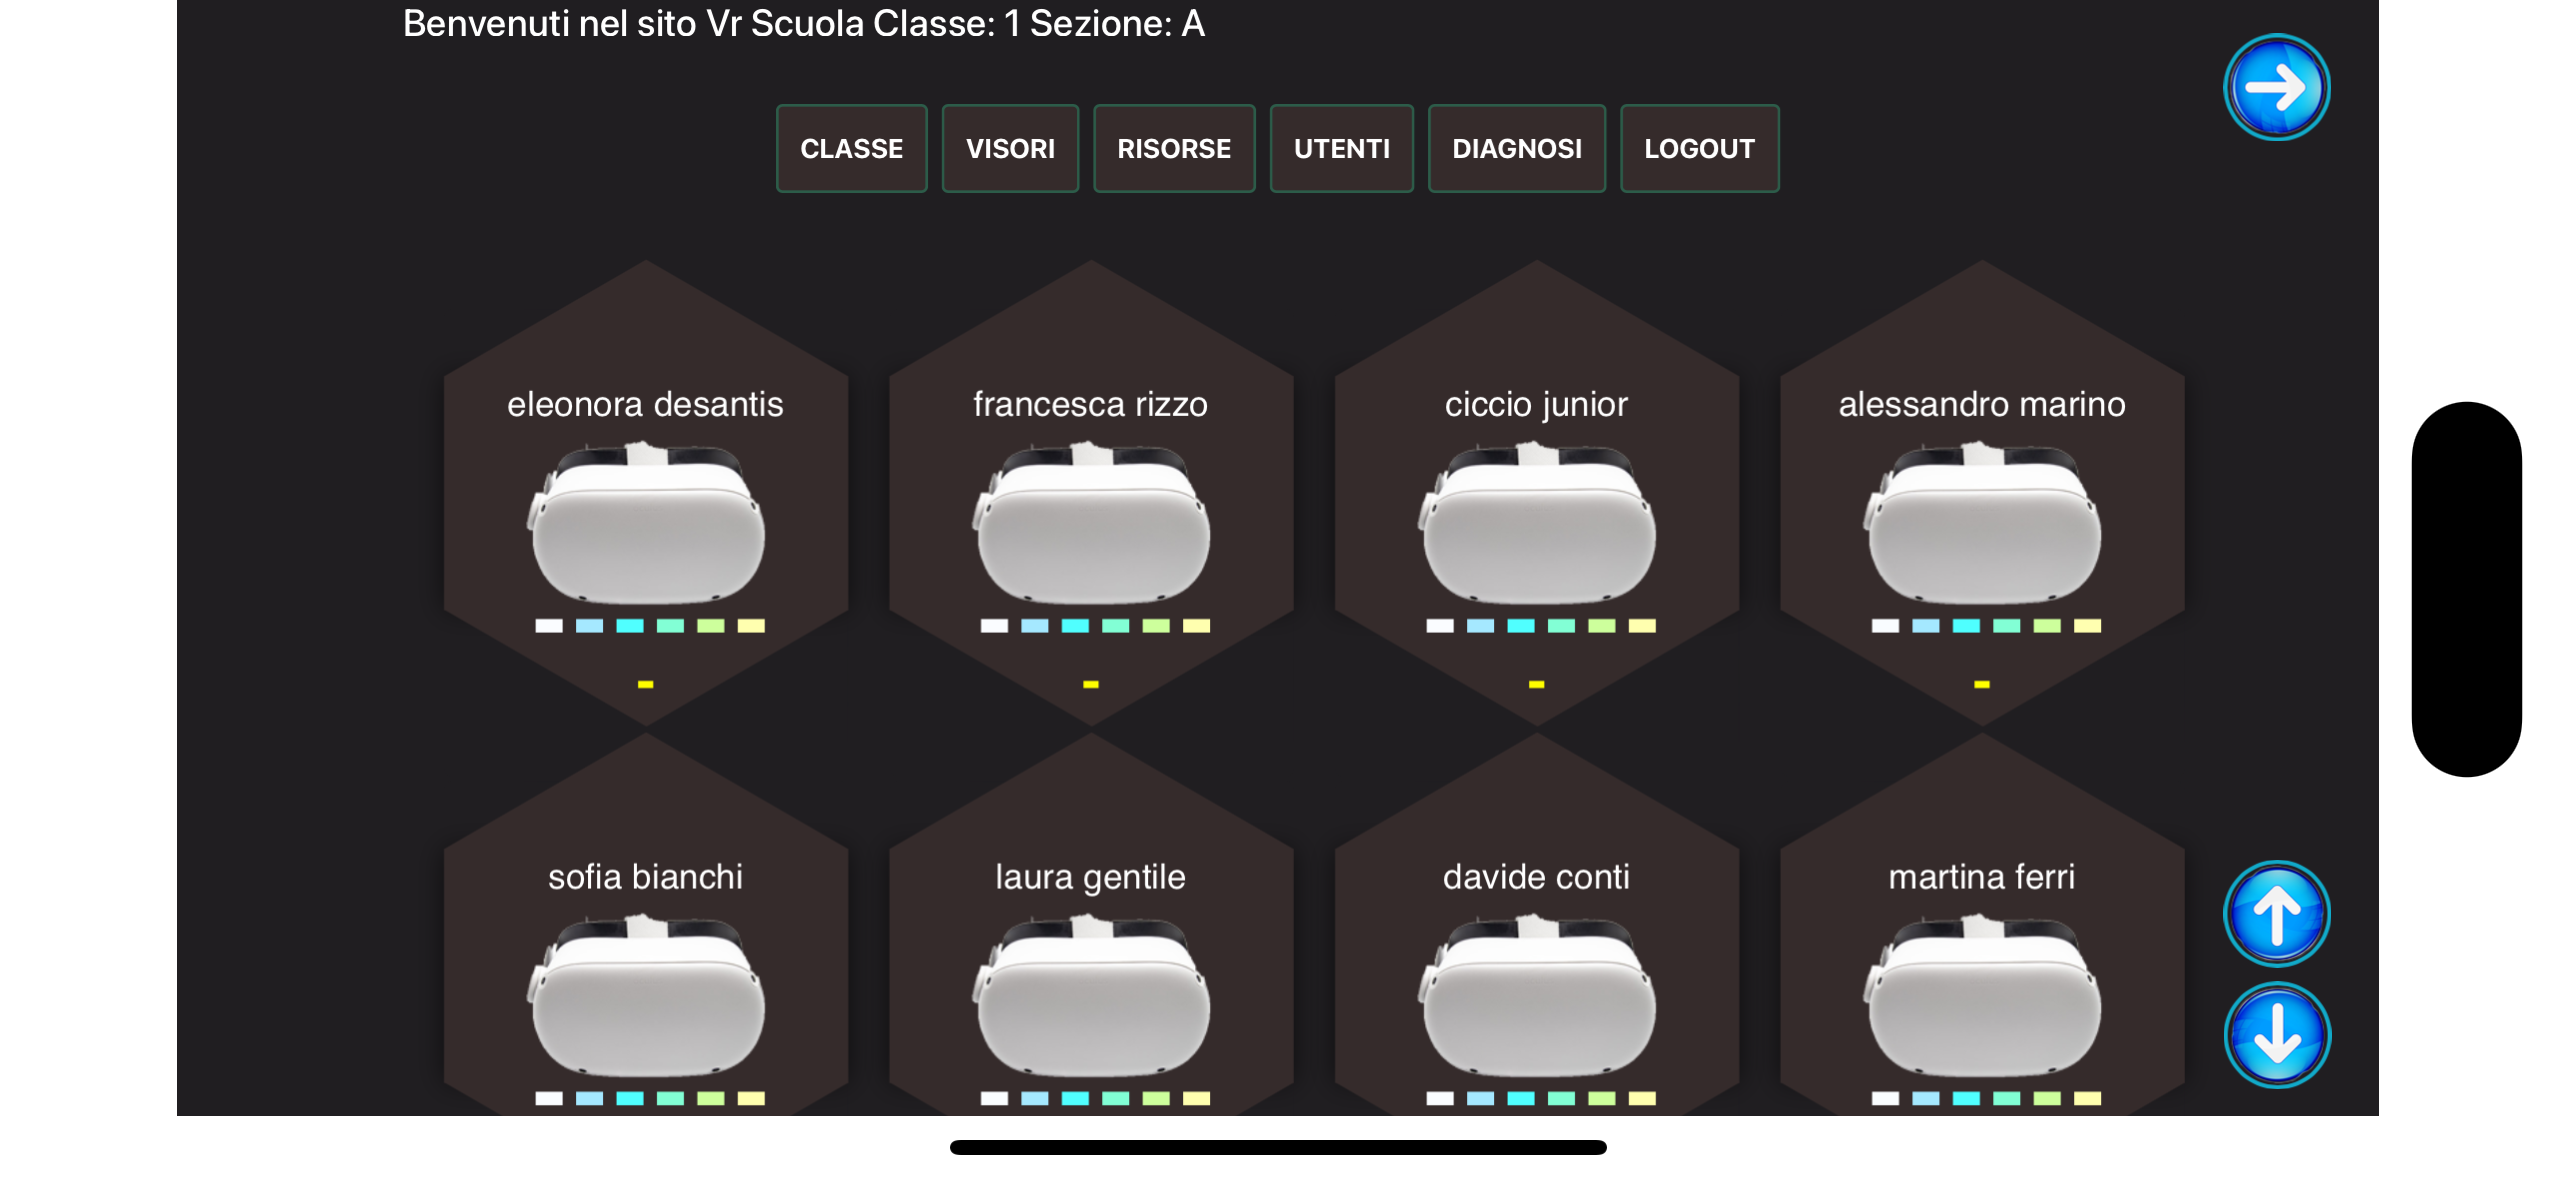 Benvenuti nel sito Vr Scuola Classe: 1 Sezione: A
CLASSE VISORI RISORSE UTENTI DIAGNOSI LOGOUT
eleonora desantis francesca rizzo ciccio junior alessandro marino
- - - -
sofia bianchi laura gentile davide conti martina ferri